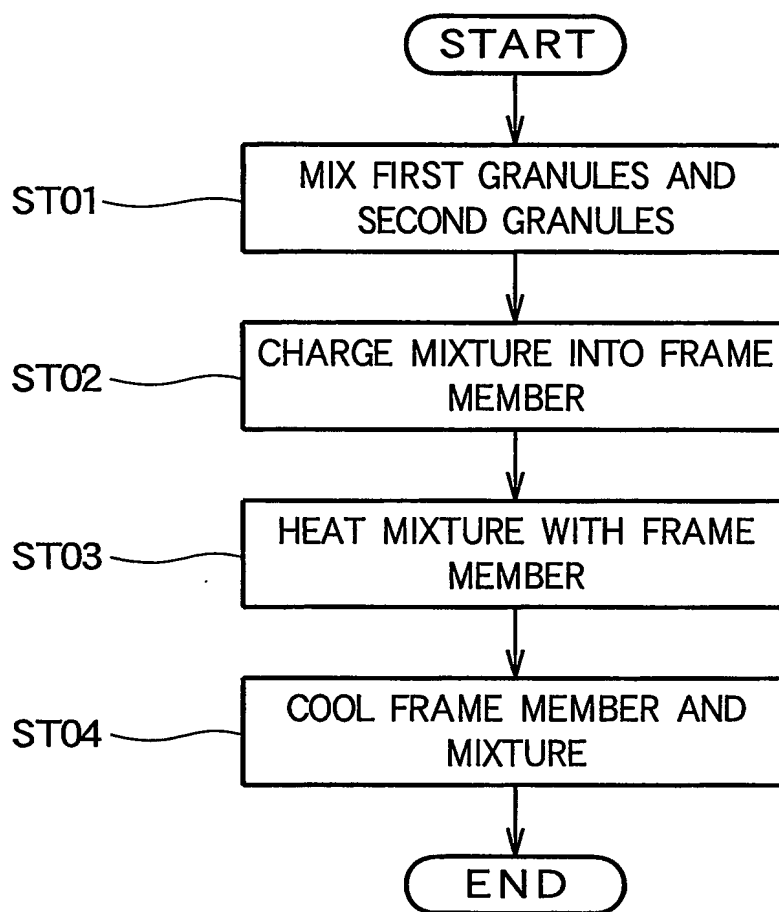 START
ST01
MIX FIRST GRANULES AND
SECOND GRANULES
ST02
CHARGE MIXTURE INTO FRAME
MEMBER
ST03
HEAT MIXTURE WITH FRAME
MEMBER
ST04
COOL FRAME MEMBER AND
MIXTURE
END